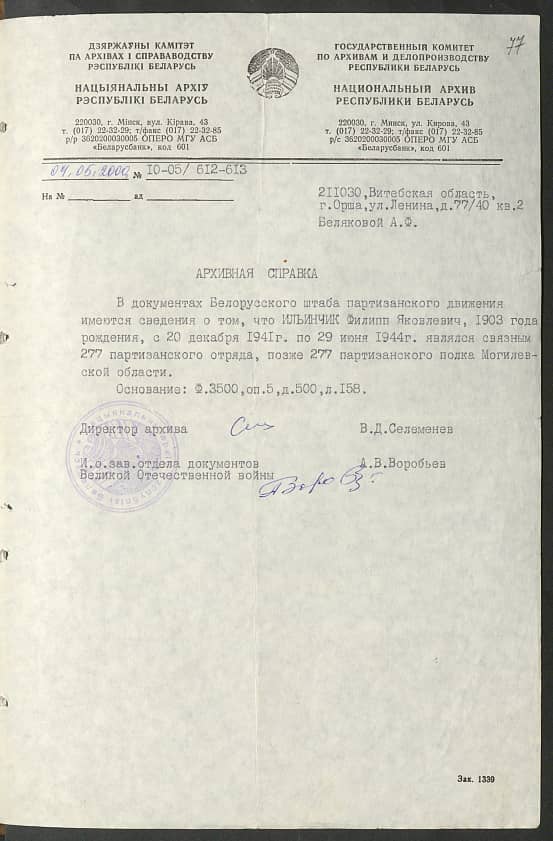 77
ДЗЯРЖАЎНЫ КАМІТЭТ
ПА АРХІВАХ І СПРАВАВОДСТВУ
РЭСПУБЛІКІ БЕЛАРУСЬ
НАЦЫЯНАЛЬНЫ АРХІЎ
РЭСПУБЛІКІ БЕЛАРУСЬ
220030, г. Мінск, вул. Кірава, 43
т. (017) 22-32-29; т/факс (017) 22-32-85
р/р 3620200030005 ОПЕРО МГУ АСБ
«Беларусбанк», код 601
ГОСУДАРСТВЕННЫЙ КОМИТЕТ
ПО АРХИВАМ И ДЕЛОПРОИЗВОДСТВУ
РЕСПУБЛИКИ БЕЛАРУСЬ
НАЦИОНАЛЬНЫЙ АРХИВ
РЕСПУБЛИКИ БЕЛАРУСЬ
220030, г. Минск, ул. Кирова, 43
т. (017) 22-32-29; т/факс (017) 22-32-85
р/с 3620200030005 ОПЕРО МГУ АСБ
«Беларусбанк», код 601
04.05.2000 № 10-05/ 612-613
На № ад
211030,Витебская область,
г.Орша,ул.Ленина,д.77/40 кв.2
Беляковой А.Ф.
АРХИВНАЯ СПРАВКА
В документах Белорусского штаба партизанского движения
имеются сведения о том, что ИЛЬИНЧИК Филипп Яковлевич, 1903 года
рождения, с 20 декабря 1941г. по 29 июня 1944г. являлся связным
277 партизанского отряда, позже 277 партизанского полка Могилев-
ской области.
Основание: Ф.3500,оп.5,д.500,л.158.
Директор архива В.Д.Селеменев
И.о.зав.отдела документов А.В.Воробьев
Великой Отечественной войны
Зак. 1339